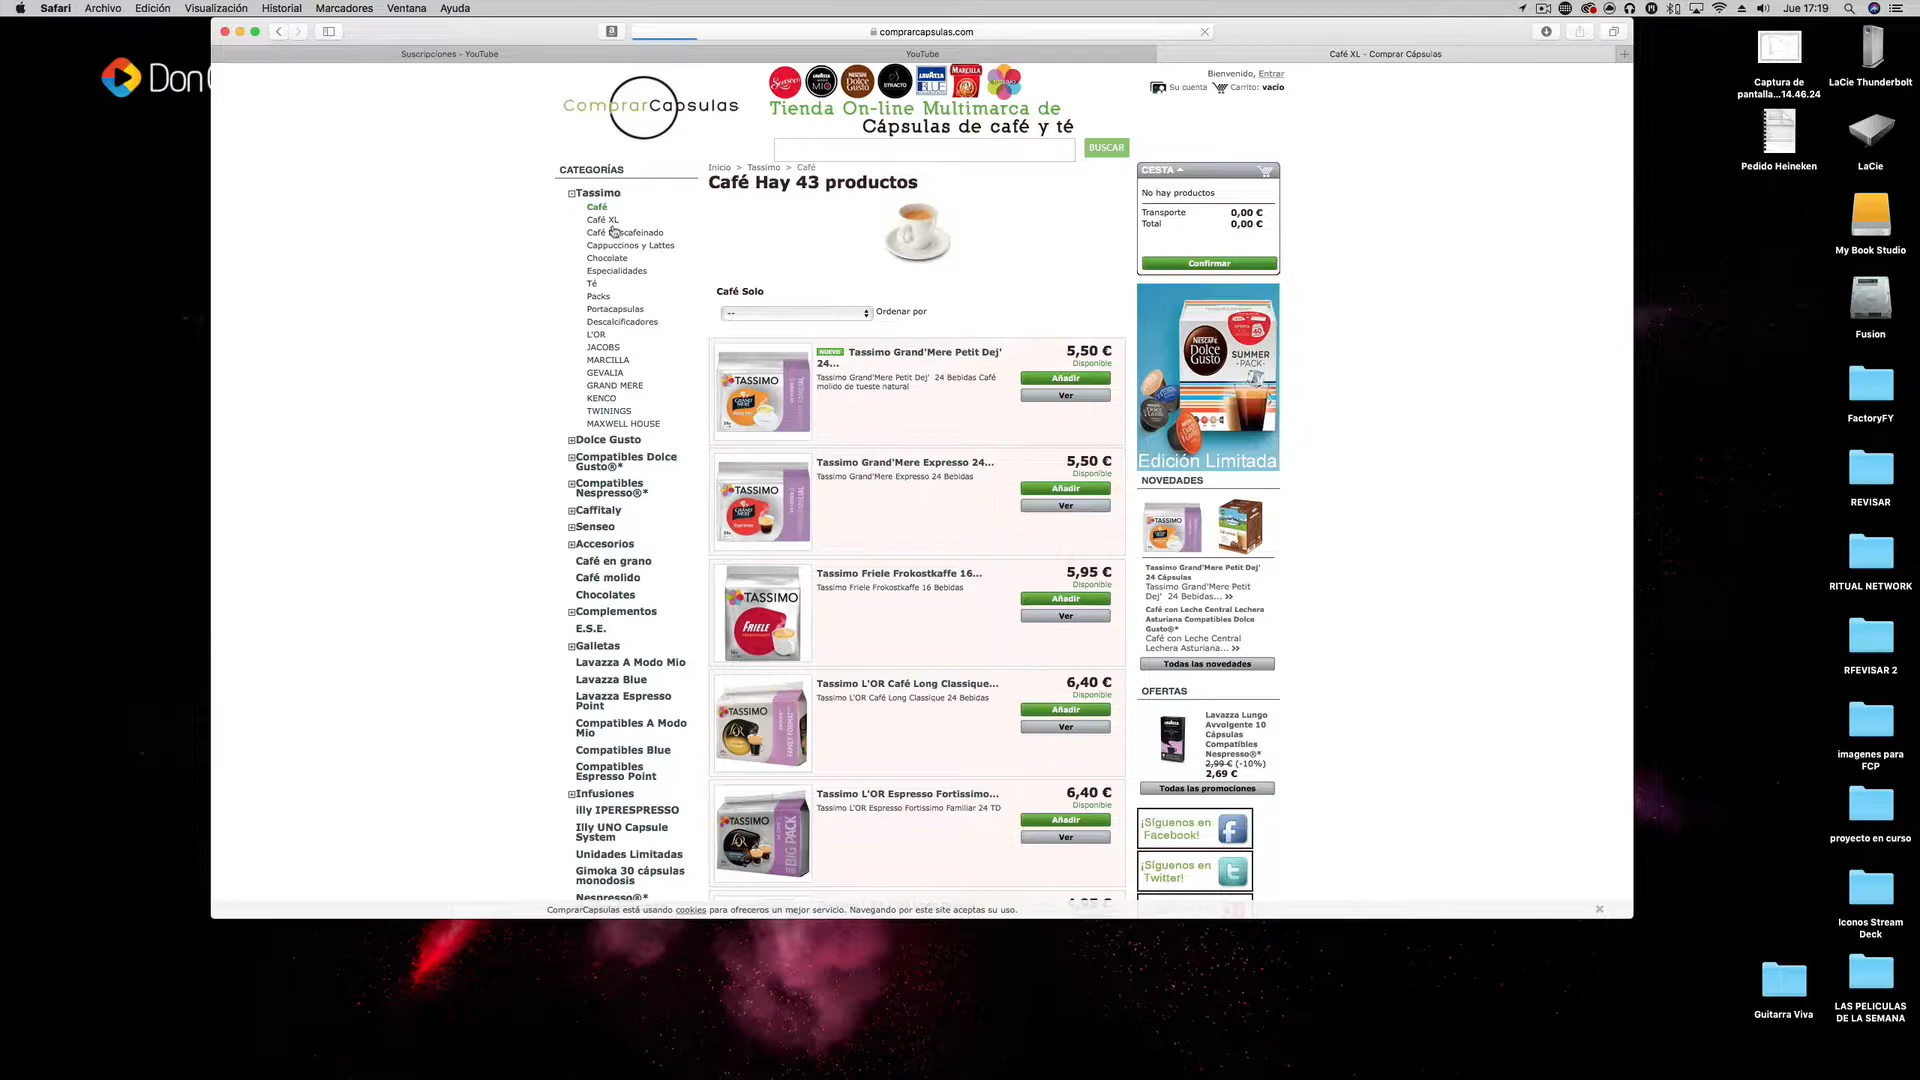 Safari Archivo Edición Visualización Historial Marcadores Ventana Ayuda
Jue 17:19
comprarcapsulas.com
Suscripciones - YouTube
YouTube
Café XL - Comprar Cápsulas
Don
ComprarCapsulas
Tienda On-line Multimarca de
Cápsulas de café y té
Bienvenido, Entrar
Su cuenta Carrito: vacío
BUSCAR
CATEGORÍAS
Tassimo
Café
Café XL
Café scafeinado
Cappuccinos y Lattes
Chocolate
Especialidades
Té
Packs
Portacapsulas
Descalcificadores
L'OR
JACOBS
MARCILLA
GEVALIA
GRAND MERE
KENCO
TWININGS
MAXWELL HOUSE
Dolce Gusto
Compatibles Dolce
Gusto®*
Compatibles
Nespresso®*
Caffitaly
Senseo
Accesorios
Café en grano
Café molido
Chocolates
Complementos
E.S.E.
Galletas
Lavazza A Modo Mio
Lavazza Blue
Lavazza Espresso
Point
Compatibles A Modo
Mio
Compatibles Blue
Compatibles
Espresso Point
Infusiones
illy IPERESPRESSO
Illy UNO Capsule
System
Unidades Limitadas
Gimoka 30 cápsulas
monodosis
Nespresso®*
Inicio > Tassimo > Café
Café Hay 43 productos
Café Solo
-- Ordenar por
NUEVO Tassimo Grand'Mere Petit Dej'
24...
Tassimo Grand'Mere Petit Dej' 24 Bebidas Café
molido de tueste natural
5,50 €
Disponible
Añadir
Ver
Tassimo Grand'Mere Expresso 24...
Tassimo Grand'Mere Expresso 24 Bebidas
5,50 €
Disponible
Añadir
Ver
Tassimo Friele Frokostkaffe 16...
Tassimo Friele Frokostkaffe 16 Bebidas
5,95 €
Disponible
Añadir
Ver
Tassimo L'OR Café Long Classique...
Tassimo L'OR Café Long Classique 24 Bebidas
6,40 €
Disponible
Añadir
Ver
Tassimo L'OR Espresso Fortissimo...
Tassimo L'OR Espresso Fortissimo Familiar 24 TD
6,40 €
Disponible
Añadir
Ver
4,95 €
CESTA
No hay productos
Transporte 0,00 €
Total 0,00 €
Confirmar
NESCAFÉ
Dolce
Gusto
SUMMER
-PACK-
Edición Limitada
NOVEDADES
Tassimo Grand'Mere Petit Dej'
24 Cápsulas
Tassimo Grand'Mere Petit
Dej' 24 Bebidas...
Café con Leche Central Lechera
Asturiana Compatibles Dolce
Gusto®*
Café con Leche Central
Lechera Asturiana...
Todas las novedades
OFERTAS
Lavazza Lungo
Avvolgente 10
Cápsulas
Compatibles
Nespresso®*
2,99 € (-10%)
2,69 €
Todas las promociones
¡Síguenos en
Facebook!
¡Síguenos en
Twitter!
ComprarCapsulas está usando cookies para ofreceros un mejor servicio. Navegando por este site aceptas su uso.
Captura de
pantalla...14.46.24
LaCie Thunderbolt
Pedido Heineken
LaCie
My Book Studio
Fusion
FactoryFY
REVISAR
RITUAL NETWORK
RFEVISAR 2
imagenes para
FCP
proyecto en curso
Iconos Stream
Deck
Guitarra Viva
LAS PELICULAS
DE LA SEMANA